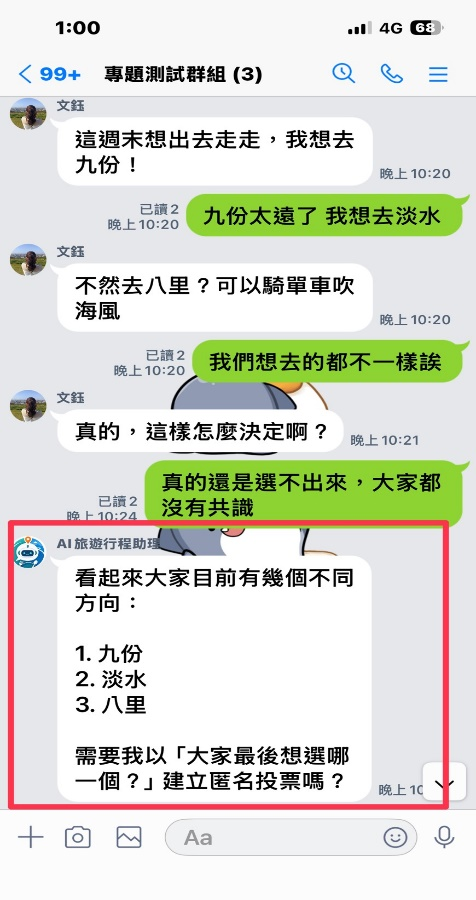 1:00
4G
68
99+
專題測試群組 (3)
文鈺
這週末想出去走走，我想去
九份！
晚上 10:20
已讀 2
晚上 10:20
九份太遠了 我想去淡水
文鈺
不然去八里？可以騎單車吹
海風
晚上 10:20
已讀 2
晚上 10:20
我們想去的都不一樣誒
文鈺
真的，這樣怎麼決定啊？
晚上 10:21
真的還是選不出來，大家都
沒有共識
已讀 2
晚上 10:24
AI旅遊行程助理
看起來大家目前有幾個不同
方向：
1. 九份
2. 淡水
3. 八里
需要我以「大家最後想選哪
一個？」建立匿名投票嗎？
晚上
Aa